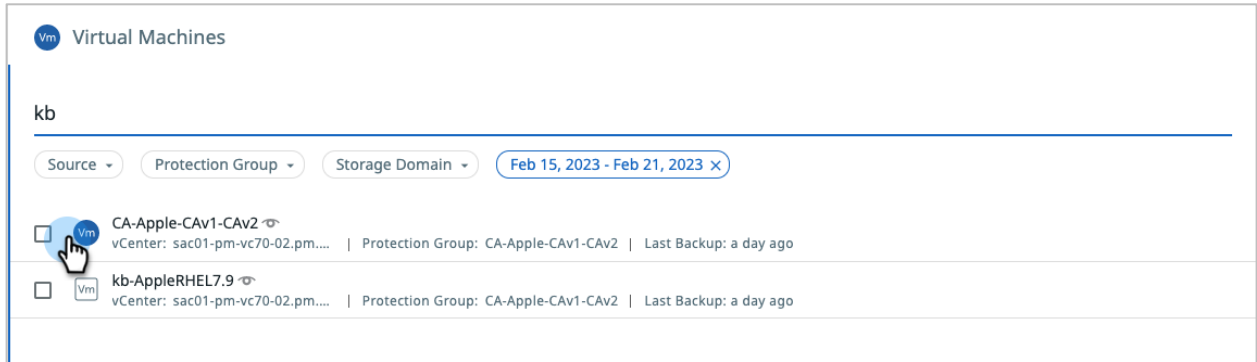 Vm Virtual Machines
kb
Source Protection Group Storage Domain Feb 15, 2023 - Feb 21, 2023 ×
Vm CA-Apple-CAv1-CAv2
vCenter: sac01-pm-vc70-02.pm.... | Protection Group: CA-Apple-CAv1-CAv2 | Last Backup: a day ago
Vm kb-AppleRHEL7.9
vCenter: sac01-pm-vc70-02.pm.... | Protection Group: CA-Apple-CAv1-CAv2 | Last Backup: a day ago